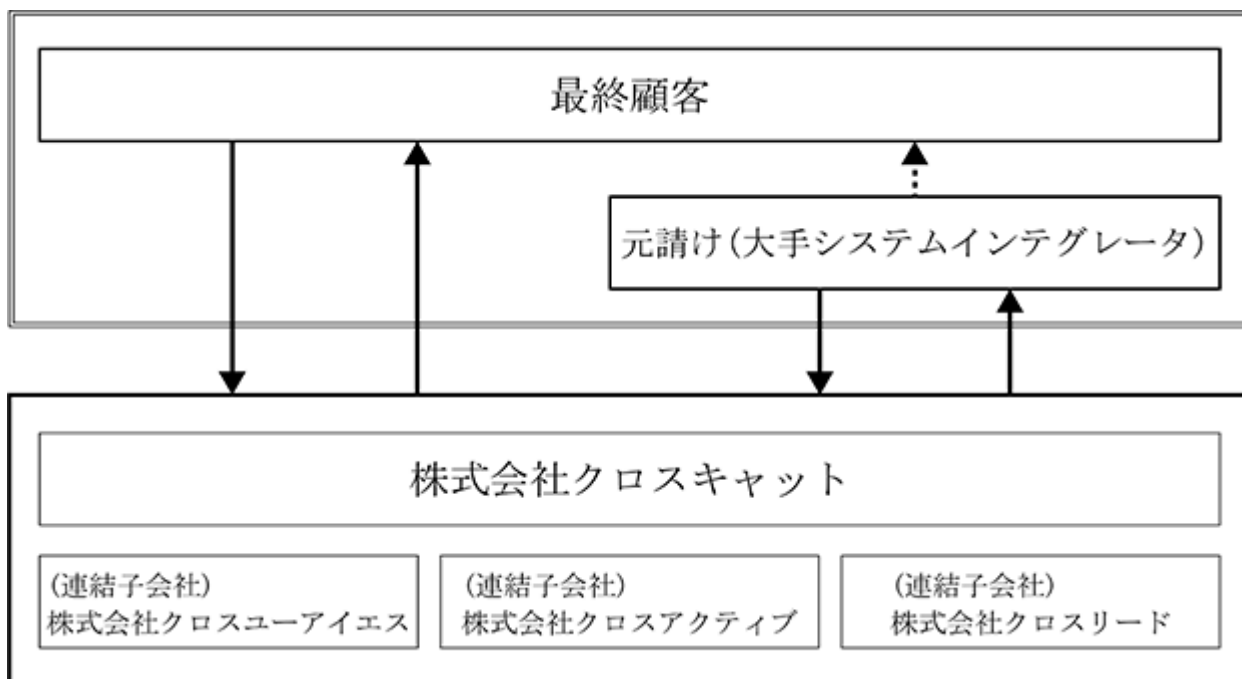 最終顧客
元請け(大手システムインテグレータ)
株式会社クロスキャット
(連結子会社)
株式会社クロスユーアイエス
(連結子会社)
株式会社クロスアクティブ
(連結子会社)
株式会社クロスリード